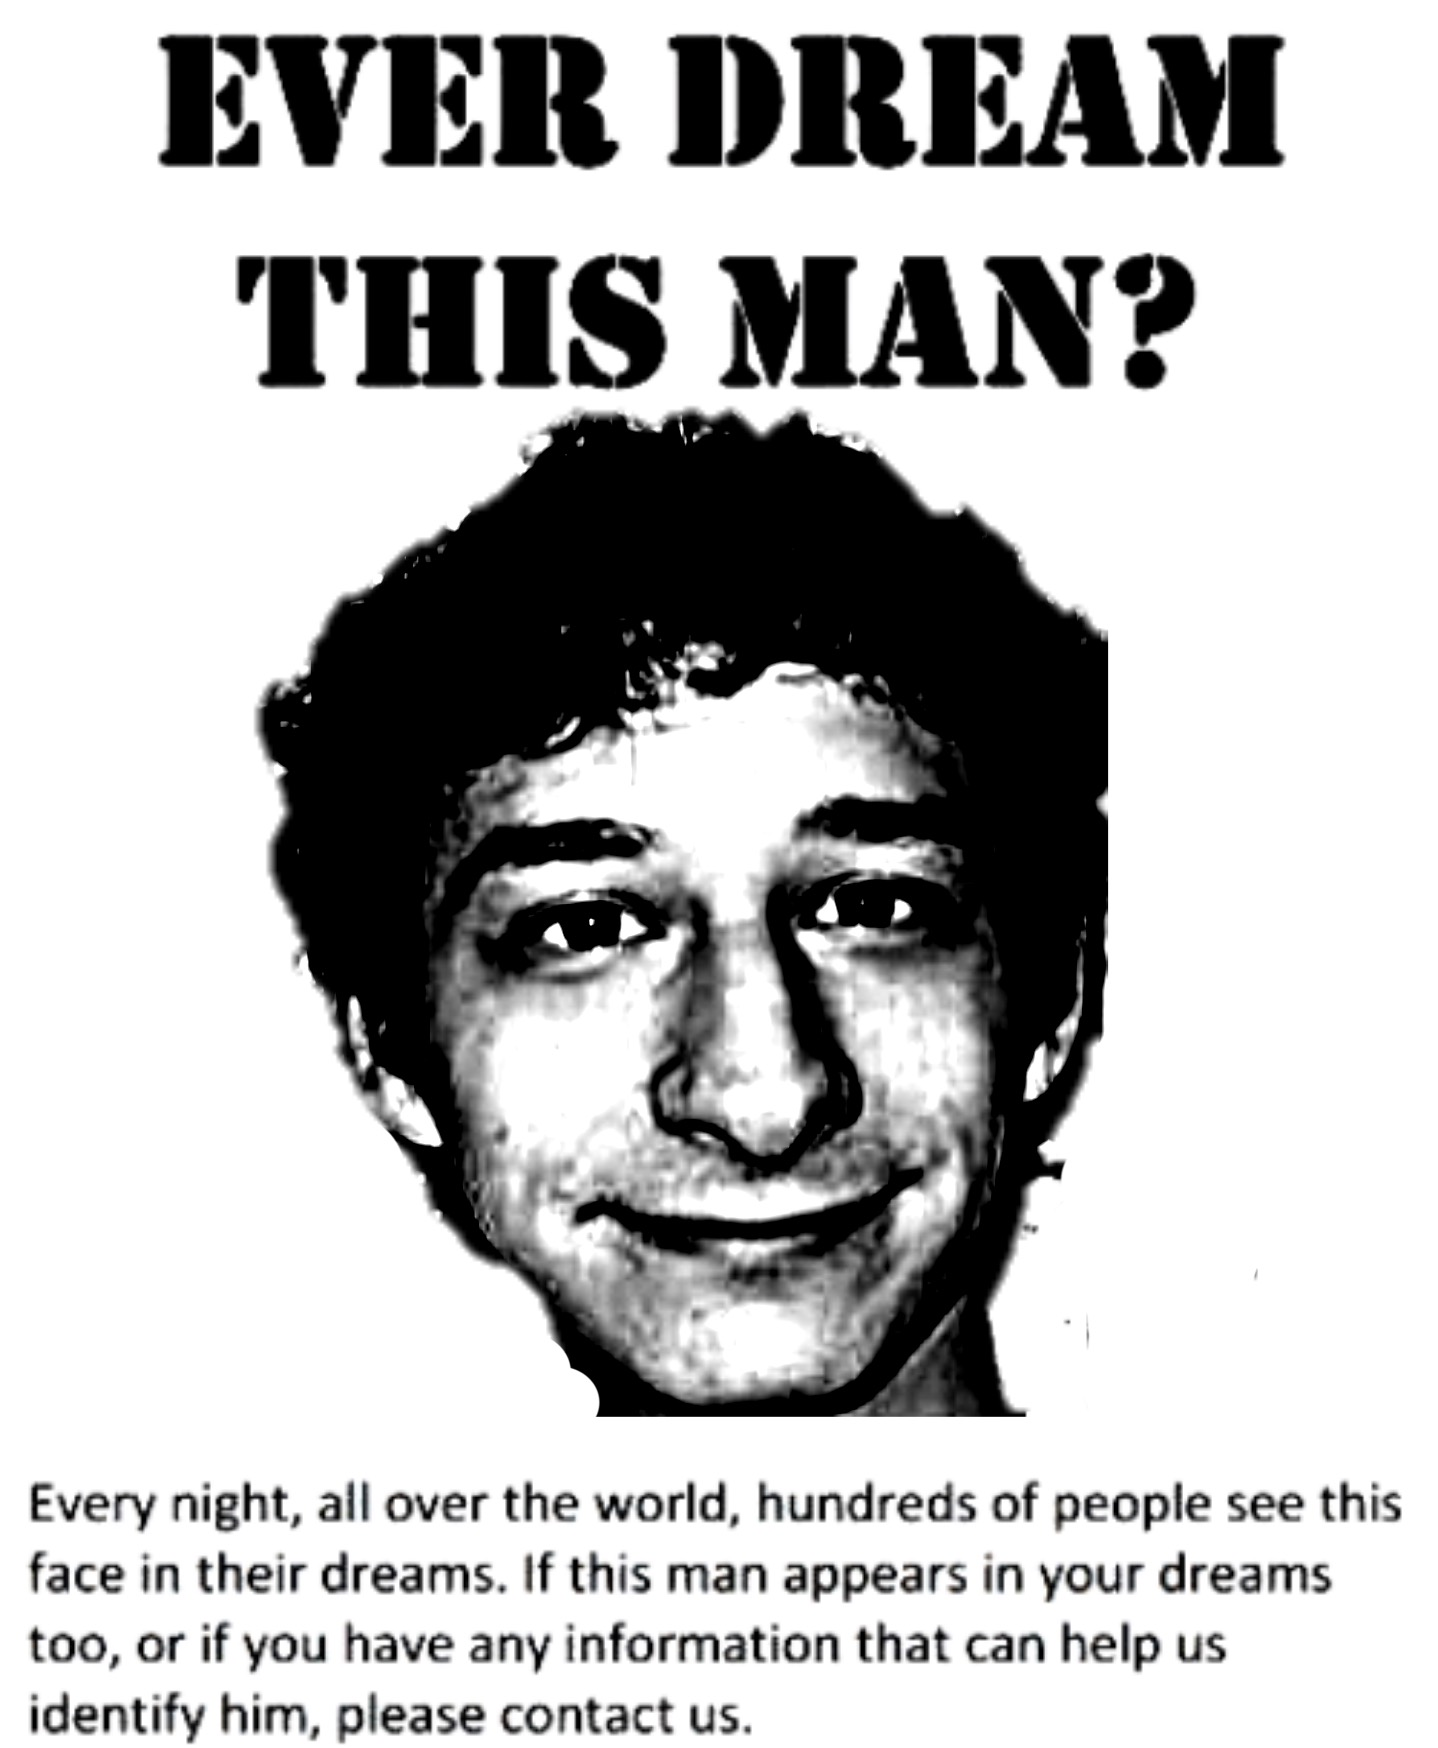 EVER DREAM
THIS MAN?
Every night, all over the world, hundreds of people see this
face in their dreams. If this man appears in your dreams
too, or if you have any information that can help us
identify him, please contact us.